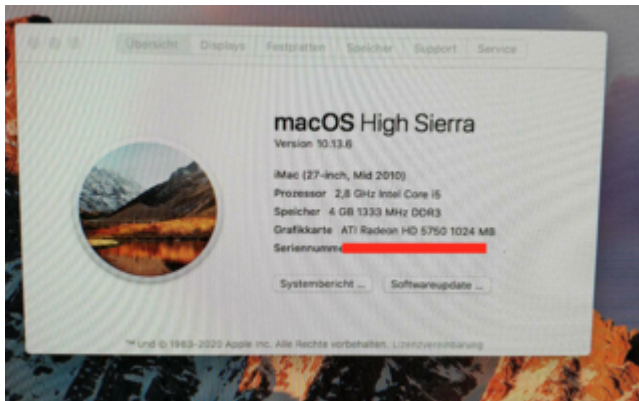 Übersicht Displays Festplatten Speicher Support Service
macOS High Sierra
Version 10.13.6
iMac (27-inch, Mid 2010)
Prozessor 2,8 GHz Intel Core i5
Speicher 4 GB 1333 MHz DDR3
Grafikkarte ATI Radeon HD 5750 1024 MB
Seriennumme
Systembericht ... Softwareupdate ...
™ und © 1983-2020 Apple Inc. Alle Rechte vorbehalten. Lizenzvereinbarung